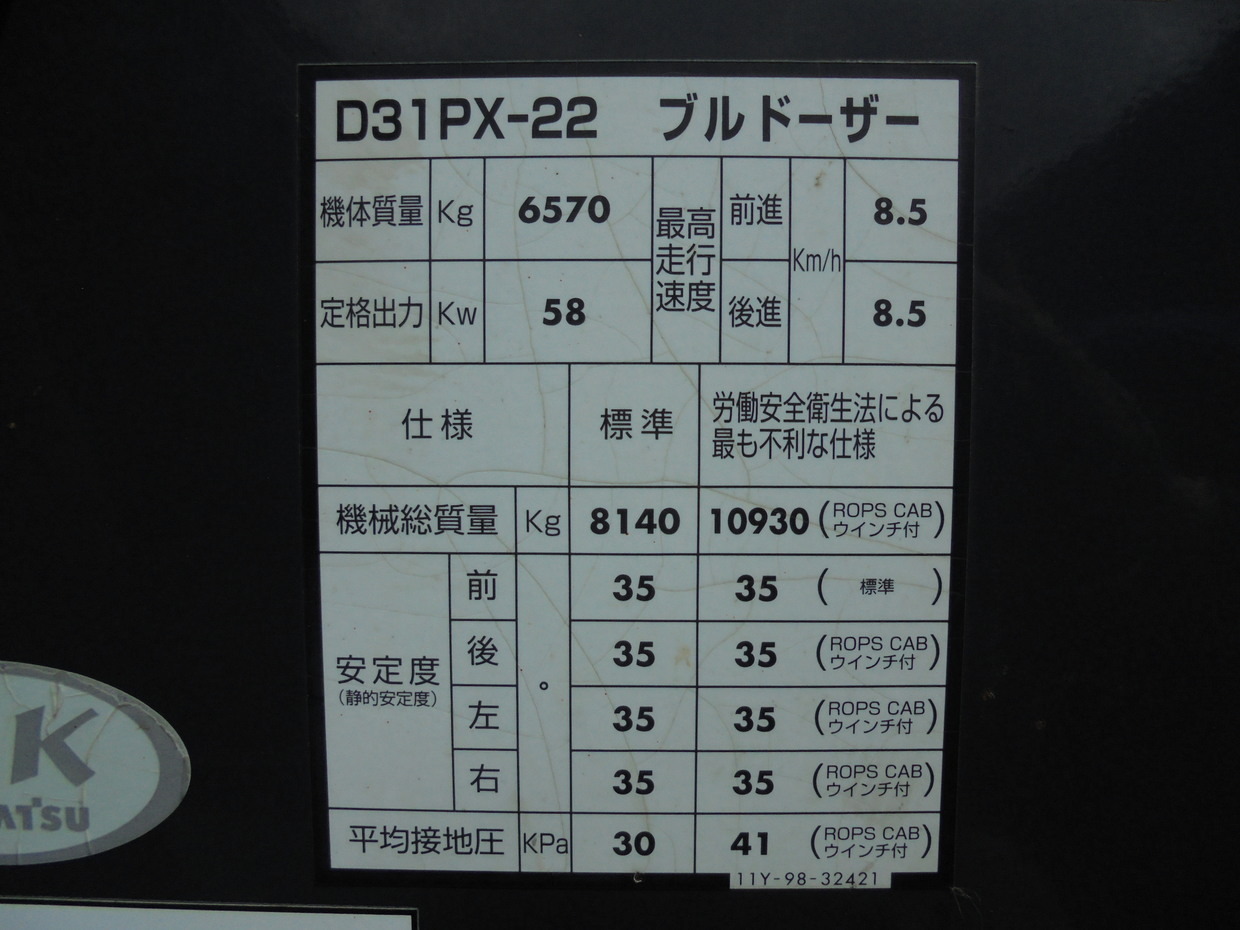 D31PX-22 ブルドーザー
機体質量 Kg 6570 最高走行速度 前進 Km/h 8.5
定格出力 Kw 58 後進 8.5
仕様 標準 労働安全衛生法による
最も不利な仕様
機械総質量 Kg 8140 10930 (ROPS CAB
ウインチ付)
安定度
(静的安定度)
前 ° 35 35 (標準)
後 35 35 (ROPS CAB
ウインチ付)
左 35 35 (ROPS CAB
ウインチ付)
右 35 35 (ROPS CAB
ウインチ付)
平均接地圧 KPa 30 41 (ROPS CAB
ウインチ付)
11Y-98-32421
K
ATSU